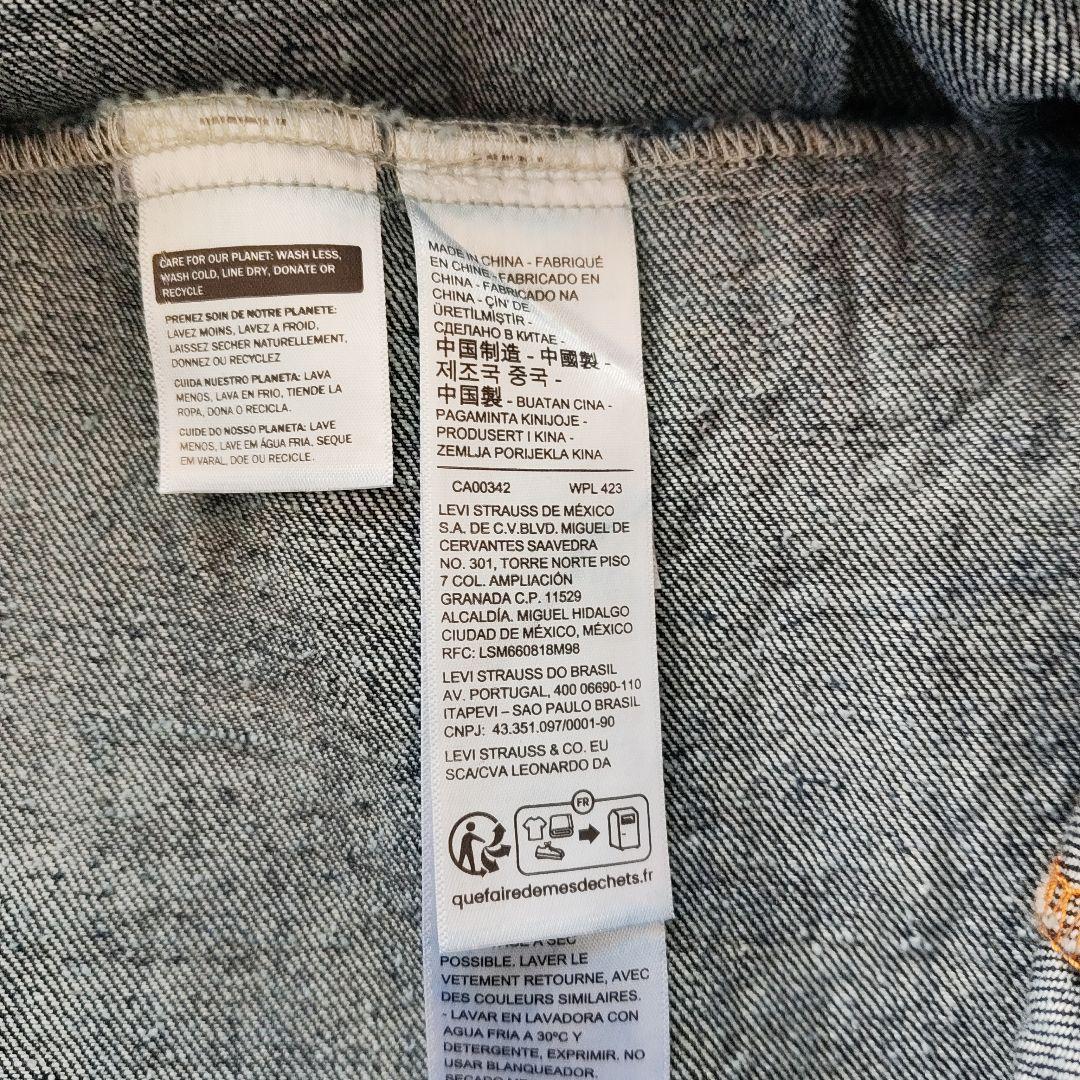 CARE FOR OUR PLANET: WASH LESS,
WASH COLD, LINE DRY, DONATE OR
RECYCLE
PRENEZ SOIN DE NOTRE PLANETE:
LAVEZ MOINS, LAVEZ A FROID,
LAISSEZ SECHER NATURELLEMENT,
DONNEZ OU RECYCLEZ
CUIDA NUESTRO PLANETA: LAVA
MENOS, LAVA EN FRIO, TIENDE LA
ROPA, DONA O RECICLA.
CUIDE DO NOSSO PLANETA: LAVE
MENOS, LAVE EM ÁGUA FRIA. SEQUE
EM VARAL, DOE OU RECICLE.
MADE IN CHINA - FABRIQUÉ
EN CHINE - FABRICADO EN
CHINA - FABRICADO NA
CHINA - ÇİN' DE
ÜRETİLMİŞTİR -
СДЕЛАНО В КИТАЕ -
中国制造 - 中國製 -
제조국 중국 -
中国製 - BUATAN CINA -
PAGAMINTA KINIJOJE -
PRODUSERT I KINA -
ZEMLJA PORIJEKLA KINA
CA00342 WPL 423
LEVI STRAUSS DE MÉXICO
S.A. DE C.V.BLVD. MIGUEL DE
CERVANTES SAAVEDRA
NO. 301, TORRE NORTE PISO
7 COL. AMPLIACIÓN
GRANADA C.P. 11529
ALCALDÍA. MIGUEL HIDALGO
CIUDAD DE MÉXICO, MÉXICO
RFC: LSM660818M98
LEVI STRAUSS DO BRASIL
AV. PORTUGAL, 400 06690-110
ITAPEVI – SAO PAULO BRASIL
CNPJ: 43.351.097/0001-90
LEVI STRAUSS & CO. EU
SCA/CVA LEONARDO DA
FR
quefairedemesdechets.fr
A SEC
POSSIBLE. LAVER LE
VETEMENT RETOURNE, AVEC
DES COULEURS SIMILAIRES.
- LAVAR EN LAVADORA CON
AGUA FRIA A 30ºC Y
DETERGENTE, EXPRIMIR. NO
USAR BLANQUEADOR.